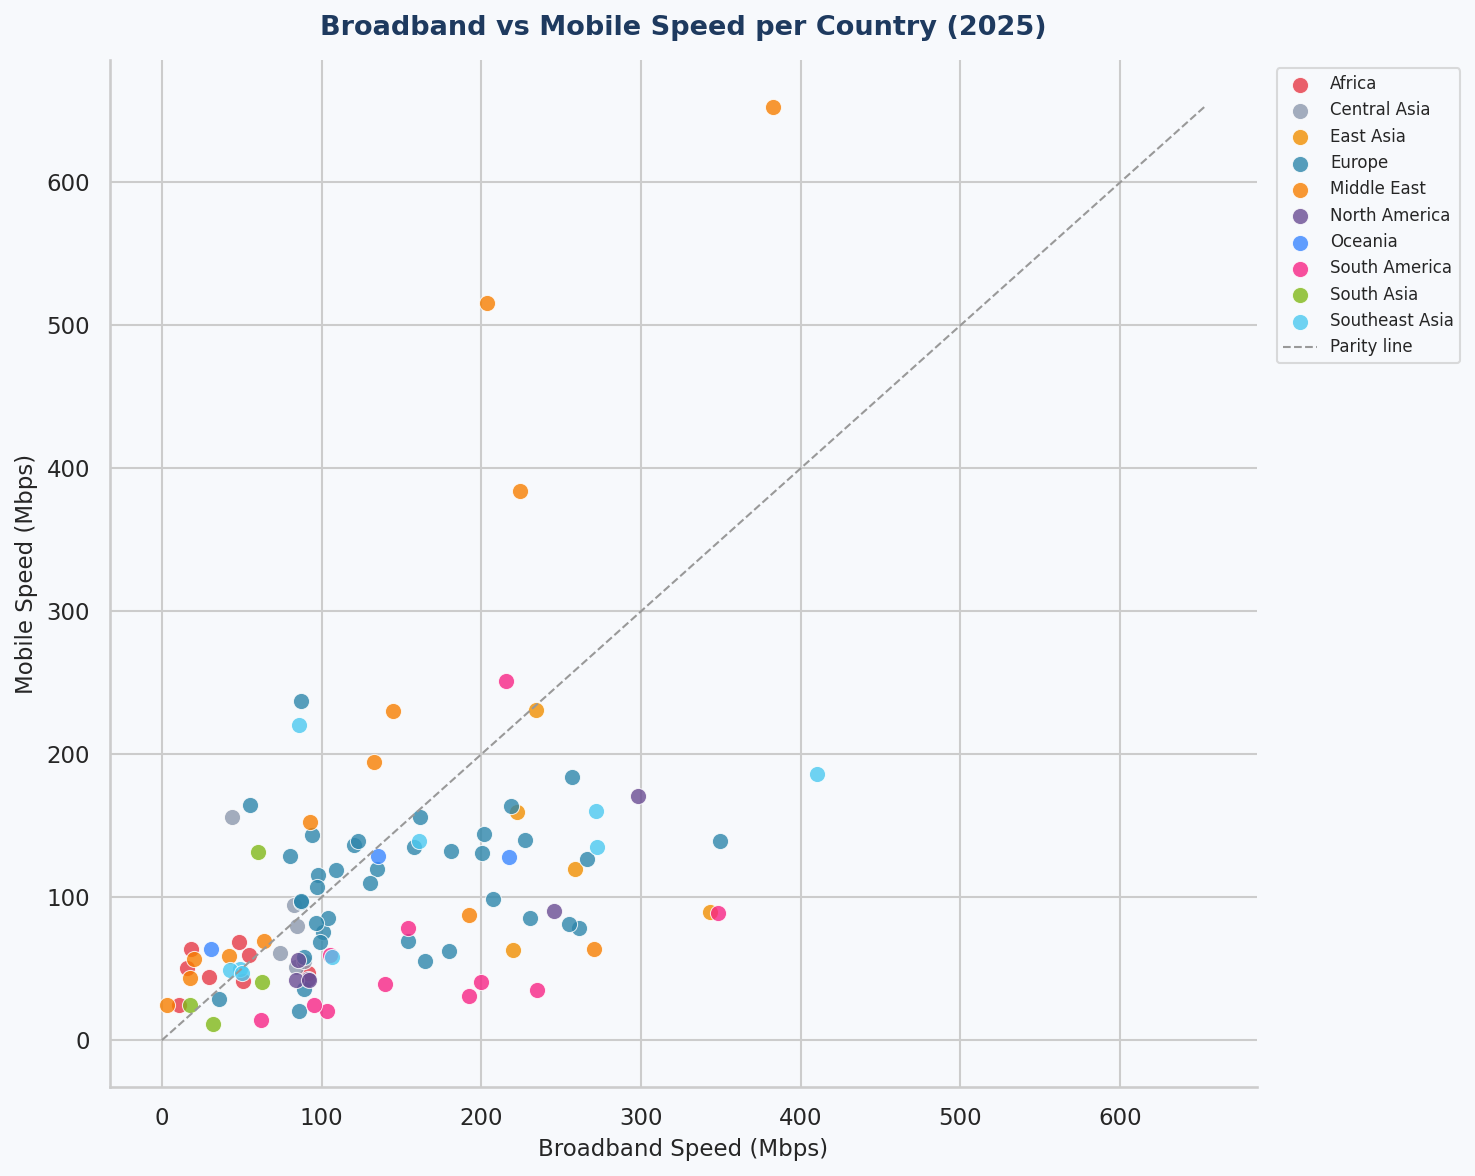 Broadband vs Mobile Speed per Country (2025)
Africa
Central Asia
East Asia
Europe
Middle East
North America
Oceania
South America
South Asia
Southeast Asia
Parity line
Mobile Speed (Mbps)
600
500
400
300
200
100
0
0 100 200 300 400 500 600
Broadband Speed (Mbps)